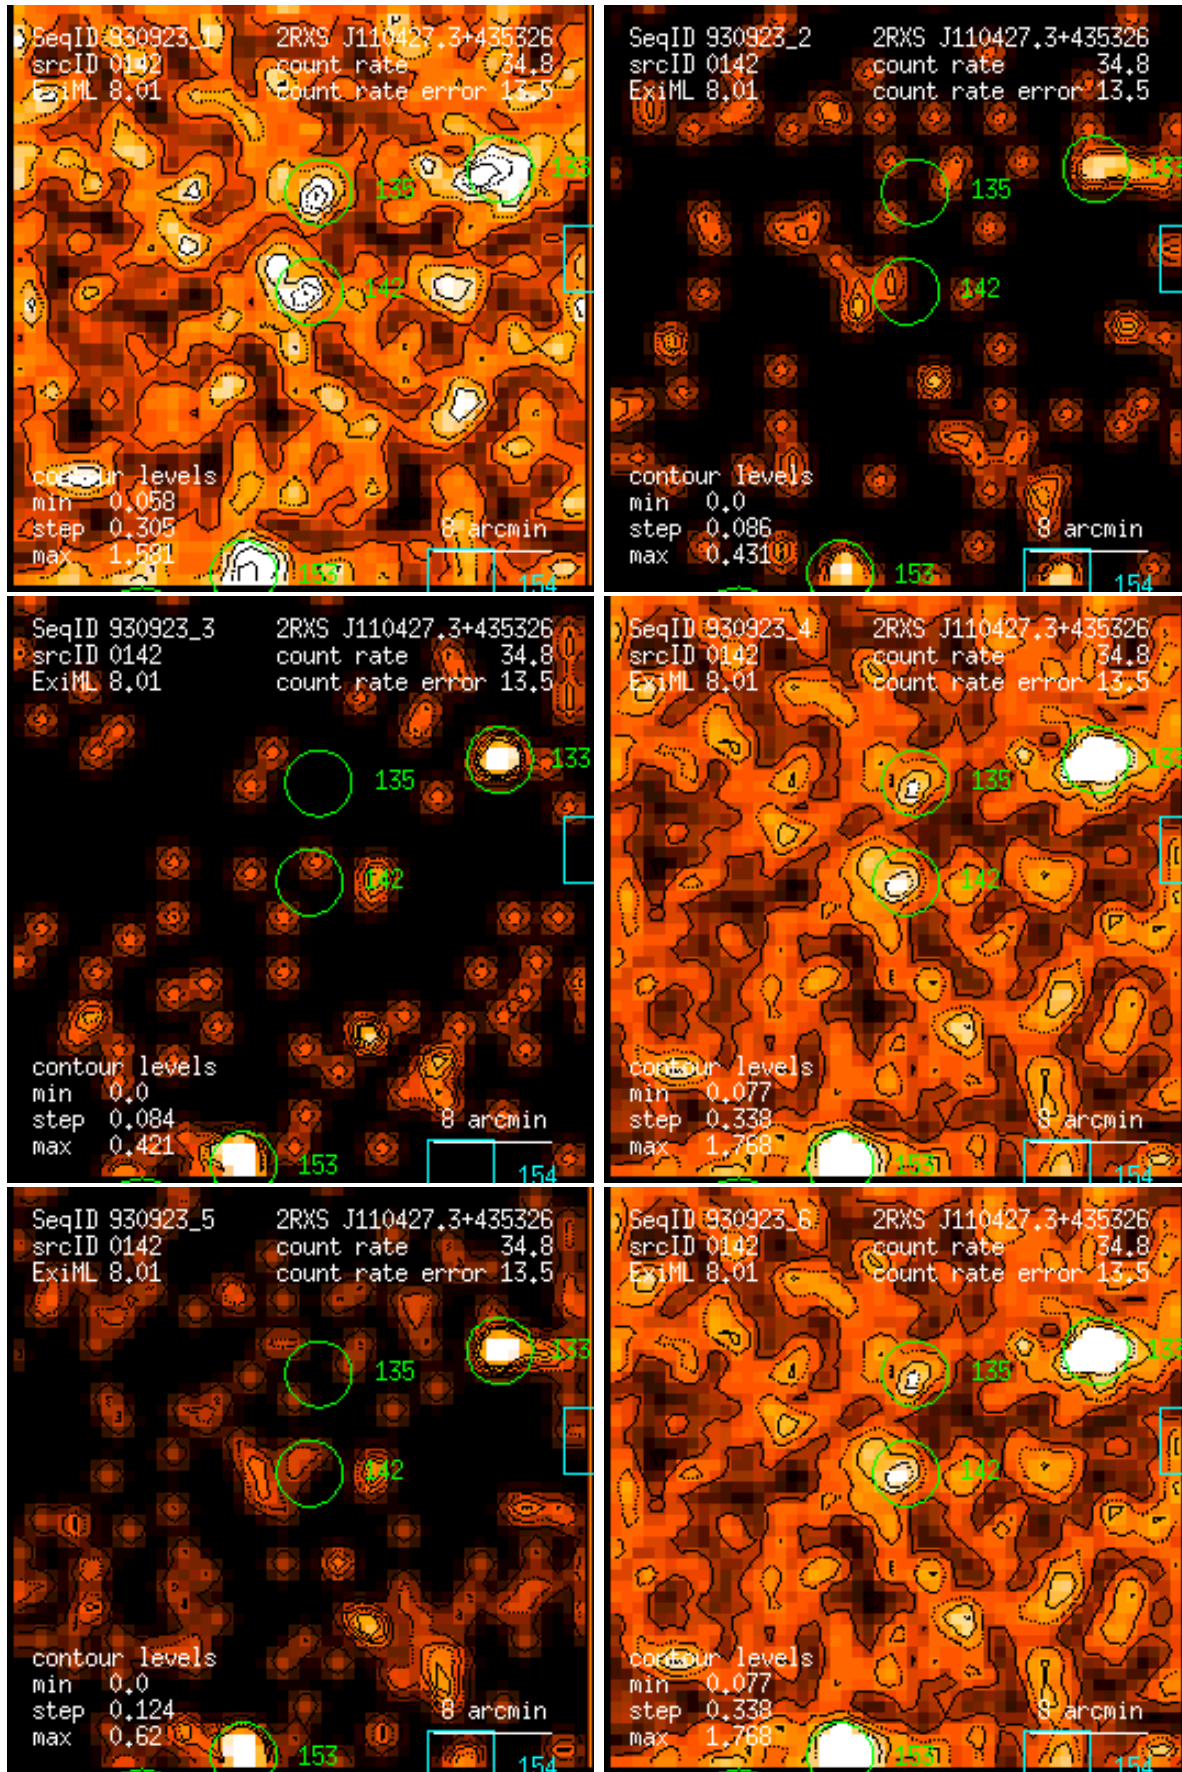 SeqID 930923_1 2RXS J110427.3+435326
srcID 0142 count rate 34.8
ExiML 8.01 count rate error 13.5
133
135
142
contour levels
min 0.058
step 0.305 8 arcmin
max 1.581
153
154
SeqID 930923_2 2RXS J110427.3+435326
srcID 0142 count rate 34.8
ExiML 8.01 count rate error 13.5
133
135
142
contour levels
min 0.0
step 0.086 8 arcmin
max 0.431
153
154
SeqID 930923_3 2RXS J110427.3+435326
srcID 0142 count rate 34.8
ExiML 8.01 count rate error 13.5
133
135
142
contour levels
min 0.0
step 0.084 8 arcmin
max 0.421
153
154
SeqID 930923_4 2RXS J110427.3+435326
srcID 0142 count rate 34.8
ExiML 8.01 count rate error 13.5
133
135
142
contour levels
min 0.077
step 0.338 8 arcmin
max 1.768
153
154
SeqID 930923_5 2RXS J110427.3+435326
srcID 0142 count rate 34.8
ExiML 8.01 count rate error 13.5
133
135
142
contour levels
min 0.0
step 0.124 8 arcmin
max 0.62
153
154
SeqID 930923_6 2RXS J110427.3+435326
srcID 0142 count rate 34.8
ExiML 8.01 count rate error 13.5
133
135
142
contour levels
min 0.077
step 0.338 8 arcmin
max 1.768
153
154